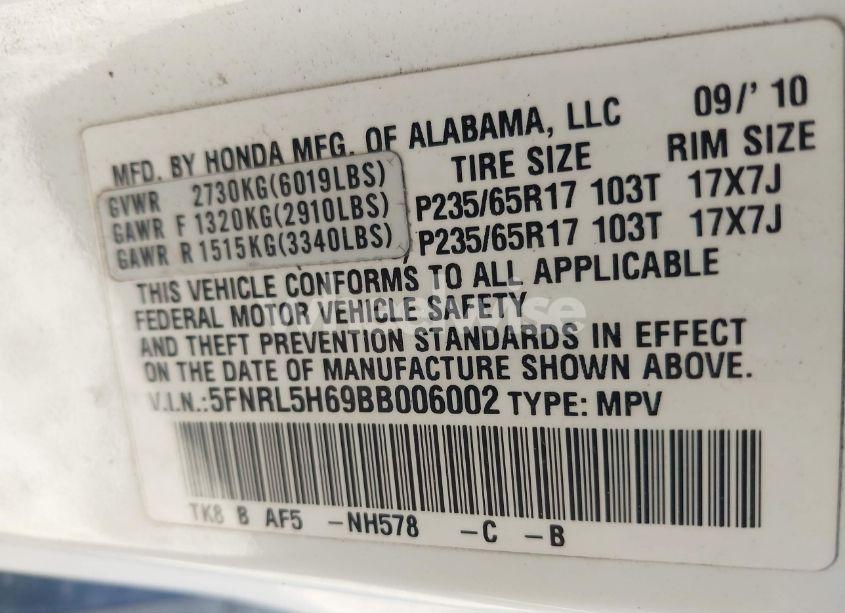 MFD. BY HONDA MFG. OF ALABAMA, LLC 09/' 10
TIRE SIZE RIM SIZE
GVWR 2730KG(6019LBS)
GAWR F 1320KG(2910LBS) P235/65R17 103T 17X7J
GAWR R 1515KG(3340LBS) P235/65R17 103T 17X7J
THIS VEHICLE CONFORMS TO ALL APPLICABLE
FEDERAL MOTOR VEHICLE SAFETY
AND THEFT PREVENTION STANDARDS IN EFFECT
ON THE DATE OF MANUFACTURE SHOWN ABOVE.
V.I.N.:5FNRL5H69BB006002 TYPE: MPV
TK8 B AF5 -NH578 -C -B